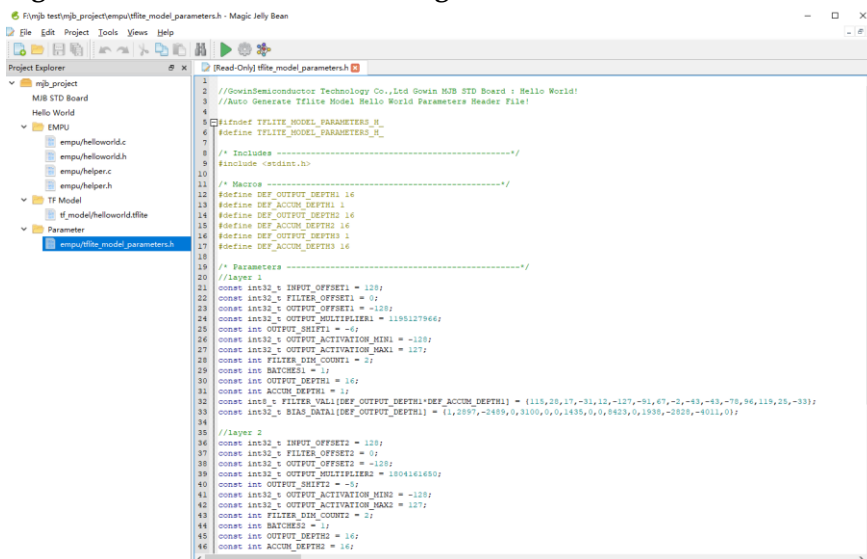 F:\mjb test\mjb_project\empu\tflite_model_parameters.h - Magic Jelly Bean
File Edit Project Tools Views Help
Project Explorer
[Read-Only] tflite_model_parameters.h
mjb_project
MJB STD Board
Hello World
EMPU
empu/helloworld.c
empu/helloworld.h
empu/helper.c
empu/helper.h
TF Model
tf_model/helloworld.tflite
Parameter
empu/tflite_model_parameters.h
1
2 //GowinSemiconductor Technology Co.,Ltd Gowin MJB STD Board : Hello World!
3 //Auto Generate Tflite Model Hello World Parameters Header File!
4
5 #ifndef TFLITE_MODEL_PARAMETERS_H_
6 #define TFLITE_MODEL_PARAMETERS_H_
7
8 /* Includes ------------------------------------------------*/
9 #include <stdint.h>
10
11 /* Macros ------------------------------------------------*/
12 #define DEF_OUTPUT_DEPTH1 16
13 #define DEF_ACCUM_DEPTH1 1
14 #define DEF_OUTPUT_DEPTH2 16
15 #define DEF_ACCUM_DEPTH2 16
16 #define DEF_OUTPUT_DEPTH3 1
17 #define DEF_ACCUM_DEPTH3 16
18
19 /* Parameters ------------------------------------------------*/
20 //layer 1
21 const int32_t INPUT_OFFSET1 = 128;
22 const int32_t FILTER_OFFSET1 = 0;
23 const int32_t OUTPUT_OFFSET1 = -128;
24 const int32_t OUTPUT_MULTIPLIER1 = 1195127966;
25 const int OUTPUT_SHIFT1 = -6;
26 const int32_t OUTPUT_ACTIVATION_MIN1 = -128;
27 const int32_t OUTPUT_ACTIVATION_MAX1 = 127;
28 const int FILTER_DIM_COUNT1 = 2;
29 const int BATCHES1 = 1;
30 const int OUTPUT_DEPTH1 = 16;
31 const int ACCUM_DEPTH1 = 1;
32 const int8_t FILTER_VAL1[DEF_OUTPUT_DEPTH1*DEF_ACCUM_DEPTH1] = {115,28,17,-31,12,-127,-91,67,-2,-43,-43,-78,96,119,25,-33};
33 const int32_t BIAS_DATA1[DEF_OUTPUT_DEPTH1] = {1,2897,-2489,0,3100,0,0,1435,0,0,8423,0,1938,-2828,-4011,0};
34
35 //layer 2
36 const int32_t INPUT_OFFSET2 = 128;
37 const int32_t FILTER_OFFSET2 = 0;
38 const int32_t OUTPUT_OFFSET2 = -128;
39 const int32_t OUTPUT_MULTIPLIER2 = 1804161650;
40 const int OUTPUT_SHIFT2 = -5;
41 const int32_t OUTPUT_ACTIVATION_MIN2 = -128;
42 const int32_t OUTPUT_ACTIVATION_MAX2 = 127;
43 const int FILTER_DIM_COUNT2 = 2;
44 const int BATCHES2 = 1;
45 const int OUTPUT_DEPTH2 = 16;
46 const int ACCUM_DEPTH2 = 16;